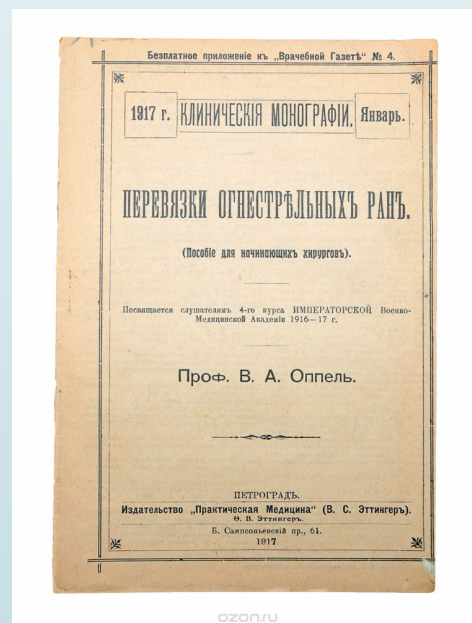 Безплатное приложеніе къ „Врачебной Газетѣ“ № 4.
1917 г. КЛИНИЧЕСКІЯ МОНОГРАФІИ. Январь.
ПЕРЕВЯЗКИ ОГНЕСТРѢЛЬНЫХЪ РАНЪ.
(Пособіе для начинающихъ хирурговъ).
Посвящается слушателямъ 4-го курса ИМПЕРАТОРСКОЙ Военно-
Медицинской Академіи 1916—17 г.
Проф. В. А. Оппель.
ПЕТРОГРАДЪ.
Издательство „Практическая Медицина“ (В. С. Эттингеръ).
Ѳ. В. Эттингеръ.
Б. Сампсоньевскій пр., 61.
1917.
ozon.ru